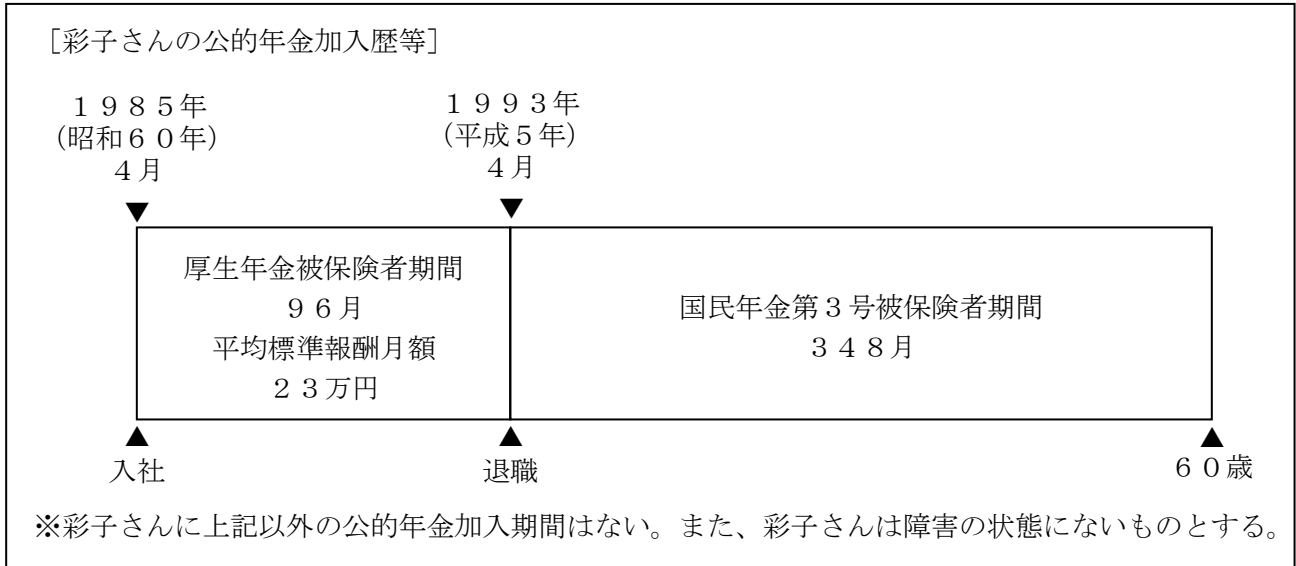 ［彩子さんの公的年金加入歴等］
１９８５年
（昭和６０年）
４月
１９９３年
（平成５年）
４月
▼
▼
厚生年金被保険者期間
９６月
平均標準報酬月額
２３万円
国民年金第３号被保険者期間
３４８月
▲
入社
▲
退職
▲
６０歳
※彩子さんに上記以外の公的年金加入期間はない。また、彩子さんは障害の状態にないものとする。